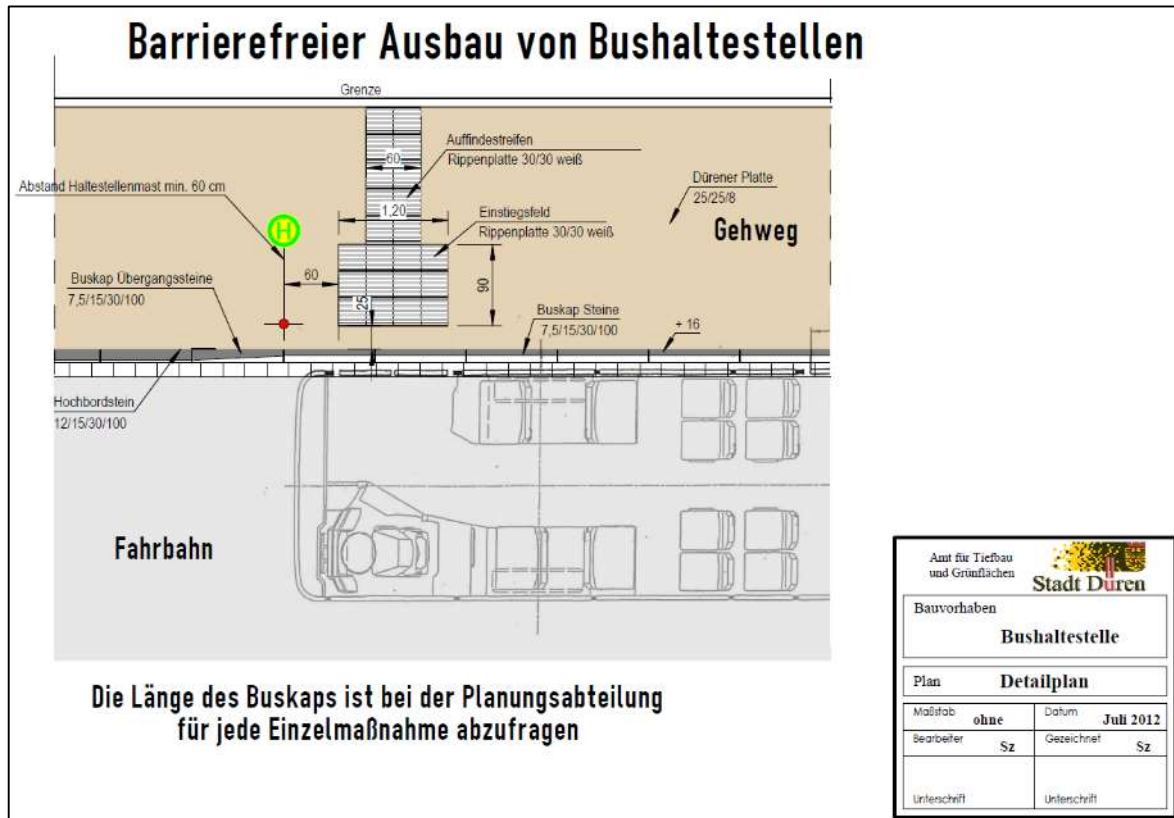 Barrierefreier Ausbau von Bushaltestellen
Grenze
Auffindestreifen
Rippenplatte 30/30 weiß
60
Abstand Haltestellenmast min. 60 cm
Dürener Platte
25/25/8
1,20
Einstiegsfeld
Rippenplatte 30/30 weiß
H
Gehweg
Buskap Übergangssteine
7,5/15/30/100
60
90
25
Buskap Steine
7,5/15/30/100
+ 16
Hochbordstein
12/15/30/100
Fahrbahn
Die Länge des Buskaps ist bei der Planungsabteilung
für jede Einzelmaßnahme abzufragen
Amt für Tiefbau
und Grünflächen
Stadt Düren
Bauvorhaben
Bushaltestelle
Plan Detailplan
Maßstab ohne Datum Juli 2012
Bearbeiter Sz Gezeichnet Sz
Unterschrift Unterschrift